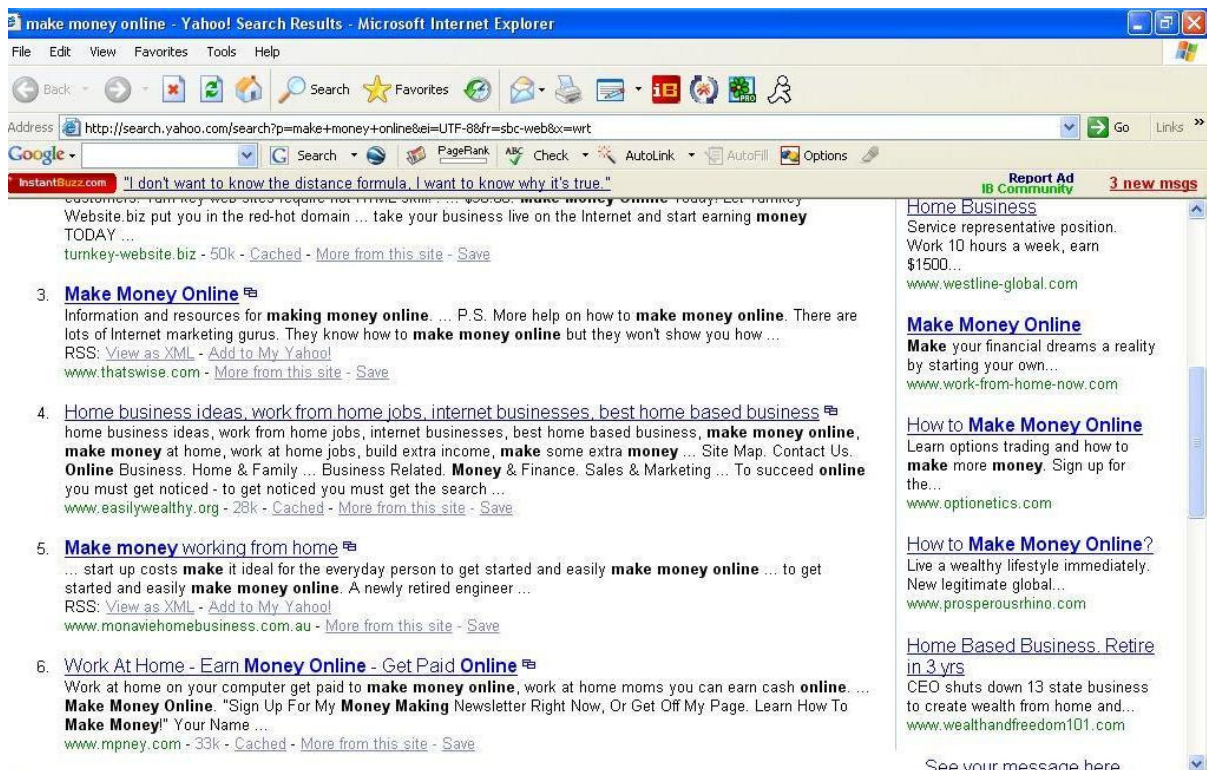 make money online - Yahoo! Search Results - Microsoft Internet Explorer
File Edit View Favorites Tools Help
Back Search Favorites iB PRO
Address http://search.yahoo.com/search?p=make+money+online&ei=UTF-8&fr=sbc-web&x=wrt Go Links »
Google Search PageRank ABC Check AutoLink AutoFill Options
InstantBuzz.com "I don't want to know the distance formula, I want to know why it's true." Report Ad IB Community 3 new msgs
Website.biz put you in the red-hot domain ... take your business live on the Internet and start earning money
TODAY ...
turnkey-website.biz - 50k - Cached - More from this site - Save
3. Make Money Online
Information and resources for making money online. ... P.S. More help on how to make money online. There are
lots of Internet marketing gurus. They know how to make money online but they won't show you how ...
RSS: View as XML - Add to My Yahoo!
www.thatswise.com - More from this site - Save
4. Home business ideas, work from home jobs, internet businesses, best home based business
home business ideas, work from home jobs, internet businesses, best home based business, make money online,
make money at home, work at home jobs, build extra income, make some extra money ... Site Map. Contact Us.
Online Business. Home & Family ... Business Related. Money & Finance. Sales & Marketing ... To succeed online
you must get noticed - to get noticed you must get the search ...
www.easilywealthy.org - 28k - Cached - More from this site - Save
5. Make money working from home
... start up costs make it ideal for the everyday person to get started and easily make money online ... to get
started and easily make money online. A newly retired engineer ...
RSS: View as XML - Add to My Yahoo!
www.monaviehomebusiness.com.au - More from this site - Save
6. Work At Home - Earn Money Online - Get Paid Online
Work at home on your computer get paid to make money online, work at home moms you can earn cash online. ...
Make Money Online. "Sign Up For My Money Making Newsletter Right Now, Or Get Off My Page. Learn How To
Make Money!" Your Name ...
www.mpney.com - 33k - Cached - More from this site - Save
Home Business
Service representative position.
Work 10 hours a week, earn
$1500...
www.westline-global.com
Make Money Online
Make your financial dreams a reality
by starting your own...
www.work-from-home-now.com
How to Make Money Online
Learn options trading and how to
make more money. Sign up for
the...
www.optionetics.com
How to Make Money Online?
Live a wealthy lifestyle immediately.
New legitimate global...
www.prosperousrhino.com
Home Based Business. Retire
in 3 yrs
CEO shuts down 13 state business
to create wealth from home and...
www.wealthandfreedom101.com
See your message here